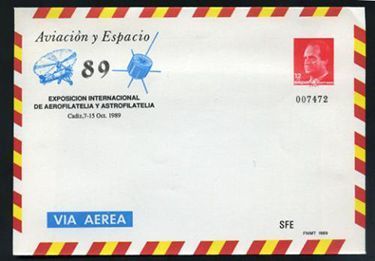 Aviación y Espacio
89
EXPOSICION INTERNACIONAL
DE AEROFILATELIA Y ASTROFILATELIA
Cadiz, 7-15 Oct. 1989
12
007472
VIA AEREA
SFE
FNMT 1989